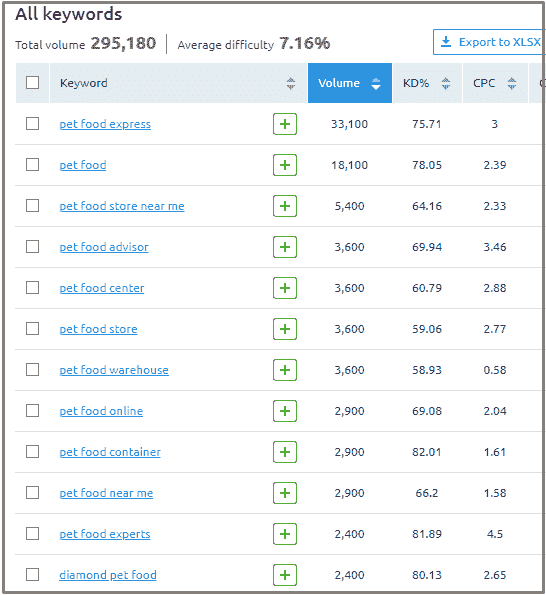 All keywords
Total volume 295,180 Average difficulty 7.16% Export to XLSX
Keyword Volume KD% CPC
pet food express 33,100 75.71 3
pet food 18,100 78.05 2.39
pet food store near me 5,400 64.16 2.33
pet food advisor 3,600 69.94 3.46
pet food center 3,600 60.79 2.88
pet food store 3,600 59.06 2.77
pet food warehouse 3,600 58.93 0.58
pet food online 2,900 69.08 2.04
pet food container 2,900 82.01 1.61
pet food near me 2,900 66.2 1.58
pet food experts 2,400 81.89 4.5
diamond pet food 2,400 80.13 2.65